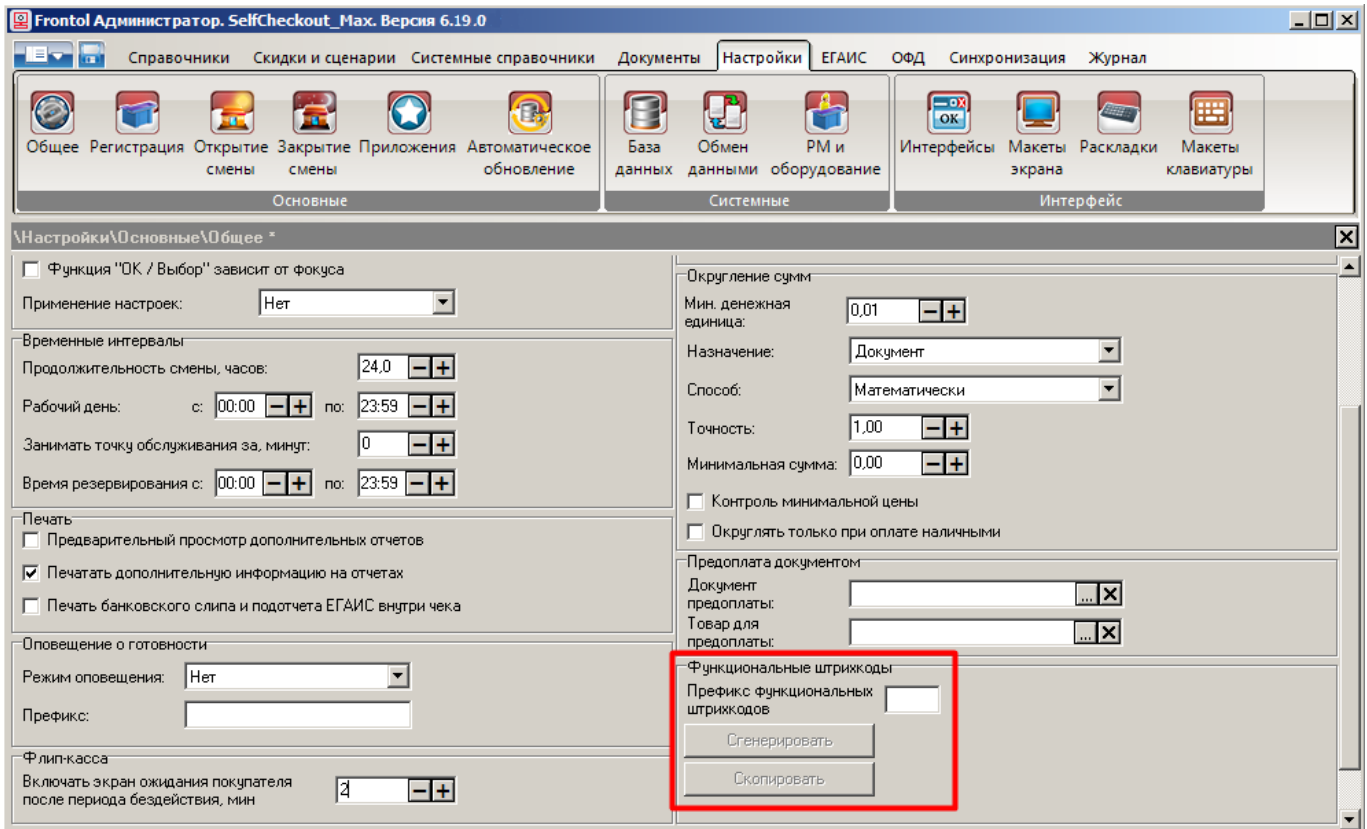 Frontol Администратор. SelfCheckout_Max. Версия 6.19.0
Справочники Скидки и сценарии Системные справочники Документы Настройки ЕГАИС ОФД Синхронизация Журнал
Общее Регистрация Открытие смены Закрытие смены Приложения Автоматическое обновление
База данных Обмен данными РМ и оборудование
OX
OK
Интерфейсы Макеты экрана Раскладки Макеты клавиатуры
Основные Системные Интерфейс
\Настройки\Основные\Общее *
Функция "ОК / Выбор" зависит от фокуса
Применение настроек: Нет
Временные интервалы
Продолжительность смены, часов: 24,0
Рабочий день: с: 00:00 по: 23:59
Занимать точку обслуживания за, минут: 0
Время резервирования с: 00:00 по: 23:59
Печать
Предварительный просмотр дополнительных отчетов
Печатать дополнительную информацию на отчетах
Печать банковского слипа и подотчета ЕГАИС внутри чека
Оповещение о готовности
Режим оповещения: Нет
Префикс:
Флип-касса
Включать экран ожидания покупателя
после периода бездействия, мин 2
Округление сумм
Мин. денежная
единица: 0,01
Назначение: Документ
Способ: Математически
Точность: 1,00
Минимальная сумма: 0,00
Контроль минимальной цены
Округлять только при оплате наличными
Предоплата документом
Документ
предоплаты: ...
Товар для
предоплаты: ...
Функциональные штрихкоды
Префикс функциональных
штрихкодов
Сгенерировать
Скопировать